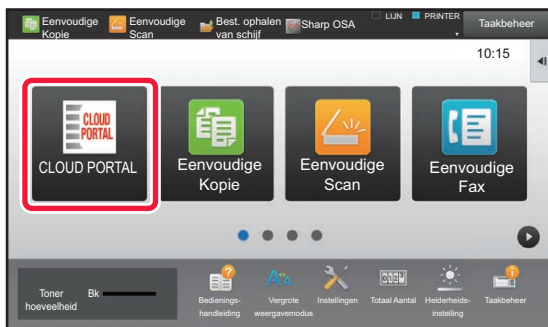 Eenvoudige
Kopie
Eenvoudige
Scan
Best. ophalen
van schijf
Sharp OSA
LIJN
PRINTER
Taakbeheer
10:15
CLOUD
PORTAL
CLOUD PORTAL
Eenvoudige
Kopie
Eenvoudige
Scan
Eenvoudige
Fax
Toner
hoeveelheid
Bk
Bedienings-
handleiding
Vergrote
weergavemodus
Instellingen
Totaal Aantal
Helderheids-
instelling
Taakbeheer